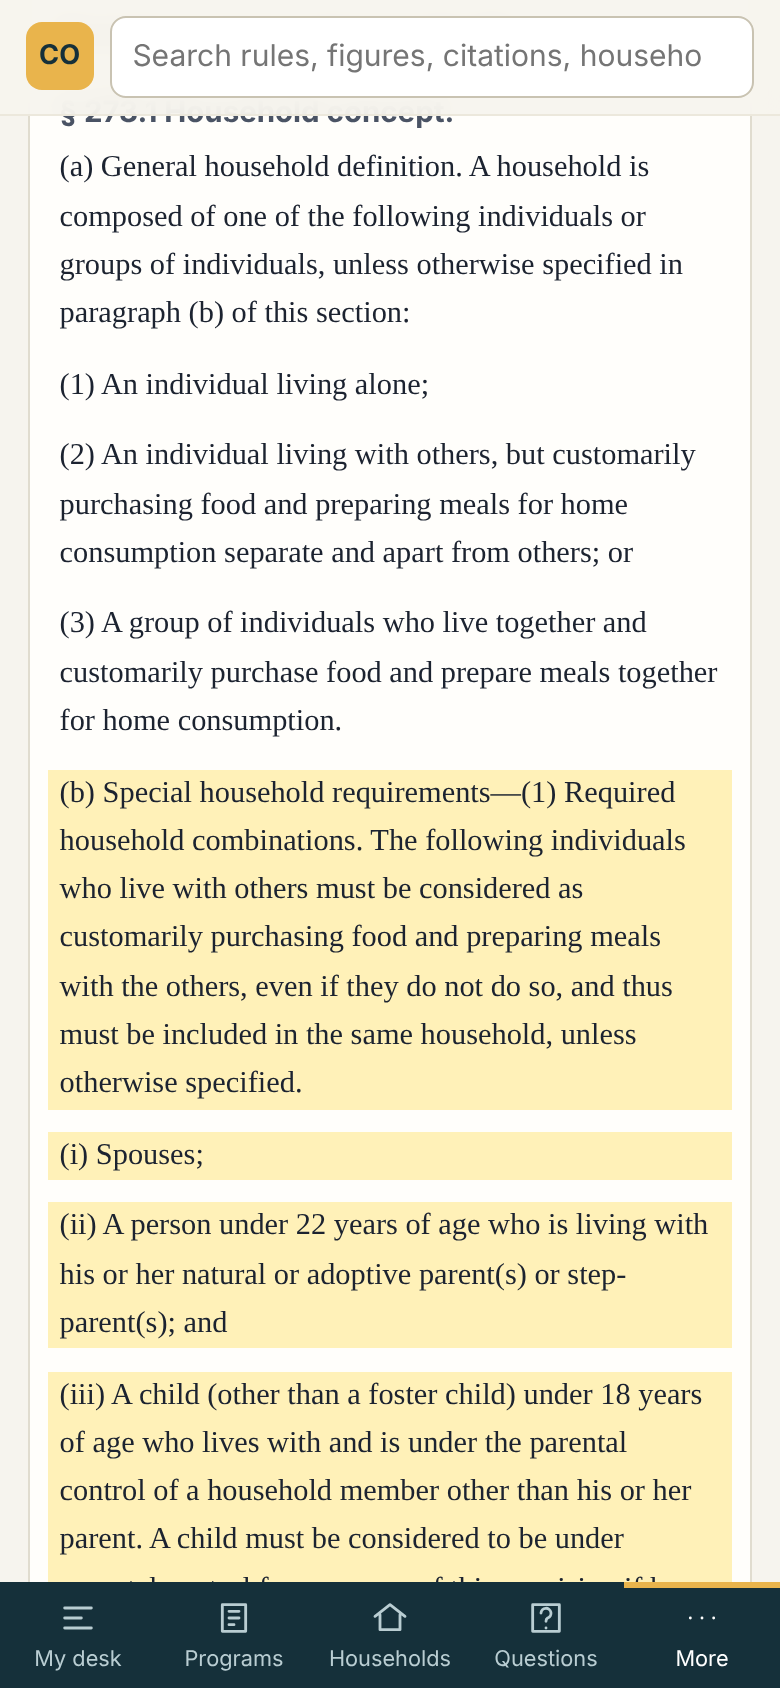 CO
Search rules, figures, citations, househo
§ 273.1 Household concept.
(a) General household definition. A household is
composed of one of the following individuals or
groups of individuals, unless otherwise specified in
paragraph (b) of this section:
(1) An individual living alone;
(2) An individual living with others, but customarily
purchasing food and preparing meals for home
consumption separate and apart from others; or
(3) A group of individuals who live together and
customarily purchase food and prepare meals together
for home consumption.
(b) Special household requirements—(1) Required
household combinations. The following individuals
who live with others must be considered as
customarily purchasing food and preparing meals
with the others, even if they do not do so, and thus
must be included in the same household, unless
otherwise specified.
(i) Spouses;
(ii) A person under 22 years of age who is living with
his or her natural or adoptive parent(s) or step-
parent(s); and
(iii) A child (other than a foster child) under 18 years
of age who lives with and is under the parental
control of a household member other than his or her
parent. A child must be considered to be under
My desk
Programs
Households
Questions
More